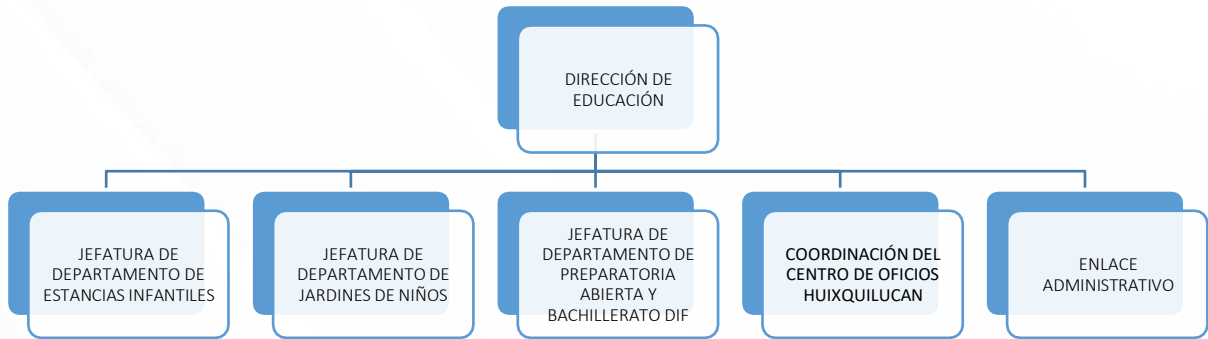 DIRECCIÓN DE
EDUCACIÓN
JEFATURA DE
DEPARTAMENTO DE
ESTANCIAS INFANTILES
JEFATURA DE
DEPARTAMENTO DE
JARDINES DE NIÑOS
JEFATURA DE
DEPARTAMENTO DE
PREPARATORIA
ABIERTA Y
BACHILLERATO DIF
COORDINACIÓN DEL
CENTRO DE OFICIOS
HUIXQUILUCAN
ENLACE
ADMINISTRATIVO